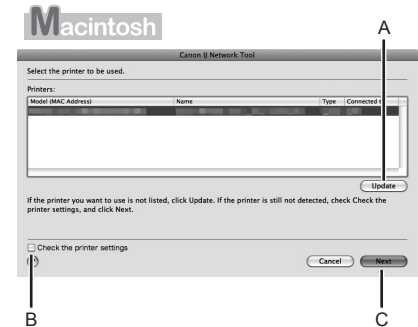 Macintosh
A
Canon IJ Network Tool
Select the printer to be used.
Printers:
Model (MAC Address) Name Type Connected
Update
If the printer you want to use is not listed, click Update. If the printer is still not detected, check Check the
printer settings, and click Next.
Check the printer settings
Cancel Next
B C